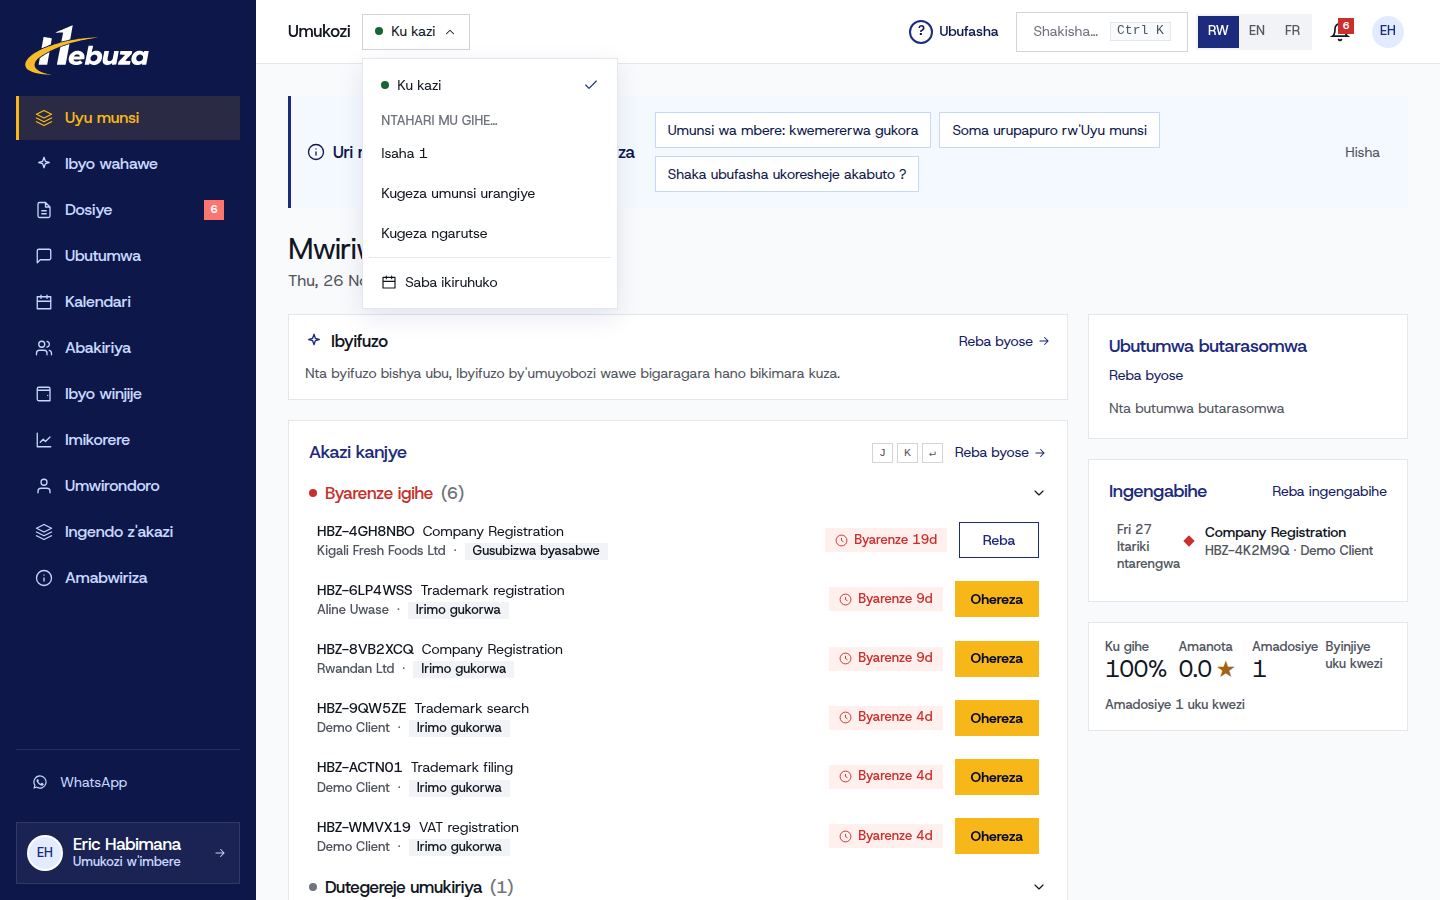 Hebuza
Uyu munsi
Ibyo wahawe
Dosiye 6
Ubutumwa
Kalendari
Abakiriya
Ibyo winjije
Imikorere
Umwirondoro
Ingendo z'akazi
Amabwiriza
WhatsApp
EH Eric Habimana
Umukozi w'imbere
Umukozi Ku kazi
? Ubufasha
Shakisha... Ctrl K
RW EN FR
6
EH
Ku kazi
NTAHARI MU GIHE...
Isaha 1
Kugeza umunsi urangiye
Kugeza ngarutse
Saba ikiruhuko
Uri
za
Umunsi wa mbere: kwemererwa gukora
Soma urupapuro rw'Uyu munsi
Shaka ubufasha ukoresheje akabuto ?
Hisha
Thu, 26
Ibyifuzo Reba byose →
Nta byifuzo bishya ubu, Ibyifuzo by'umuyobozi wawe bigaragara hano bikimara kuza.
Akazi kanjye J K ↵ Reba byose →
Byarenze igihe (6)
HBZ-4GH8NBO Company Registration
Kigali Fresh Foods Ltd · Gusubizwa byasabwe
Byarenze 19d Reba
HBZ-6LP4WSS Trademark registration
Aline Uwase · Irimo gukorwa
Byarenze 9d Ohereza
HBZ-8VB2XCQ Company Registration
Rwandan Ltd · Irimo gukorwa
Byarenze 9d Ohereza
HBZ-9QW5ZE Trademark search
Demo Client · Irimo gukorwa
Byarenze 4d Ohereza
HBZ-ACTN01 Trademark filing
Demo Client · Irimo gukorwa
Byarenze 4d Ohereza
HBZ-WMVX19 VAT registration
Demo Client · Irimo gukorwa
Byarenze 4d Ohereza
Dutegereje umukiriya (1)
Ubutumwa butarasomwa
Reba byose
Nta butumwa butarasomwa
Ingengabihe Reba ingengabihe
Fri 27
Itariki
ntarengwa
Company Registration
HBZ-4K2M9Q · Demo Client
Ku gihe
100%
Amanota
0.0 ★
Amadosiye
1
Byinjiye
uku kwezi
Amadosiye 1 uku kwezi